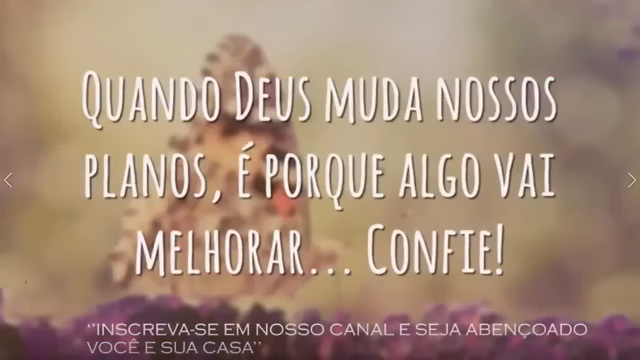 Quando Deus muda nossos
planos, é porque algo vai
melhorar... Confie!
‘’INSCREVA-SE EM NOSSO CANAL E SEJA ABENÇOADO
VOCÊ E SUA CASA’’